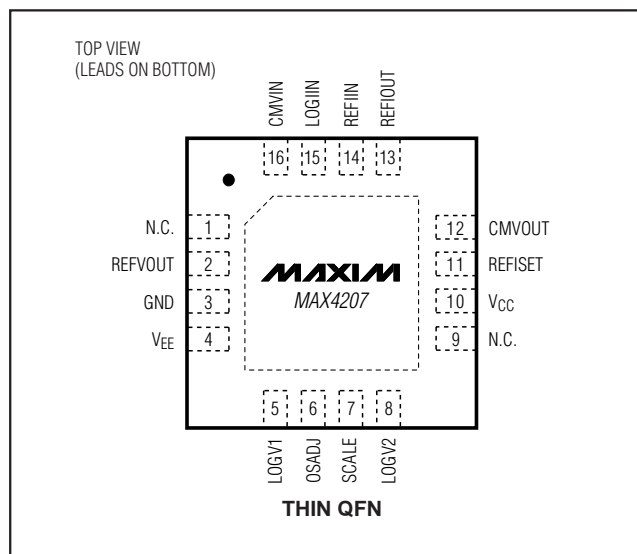 TOP VIEW
(LEADS ON BOTTOM)
CMVIN
LOGIIN
REFIIN
REFIOUT
16 15 14 13
N.C. 1
REFVOUT 2
GND 3
VEE 4
MAXIM
MAX4207
12 CMVOUT
11 REFISET
10 VCC
9 N.C.
5 6 7 8
LOGV1
OSADJ
SCALE
LOGV2
THIN QFN